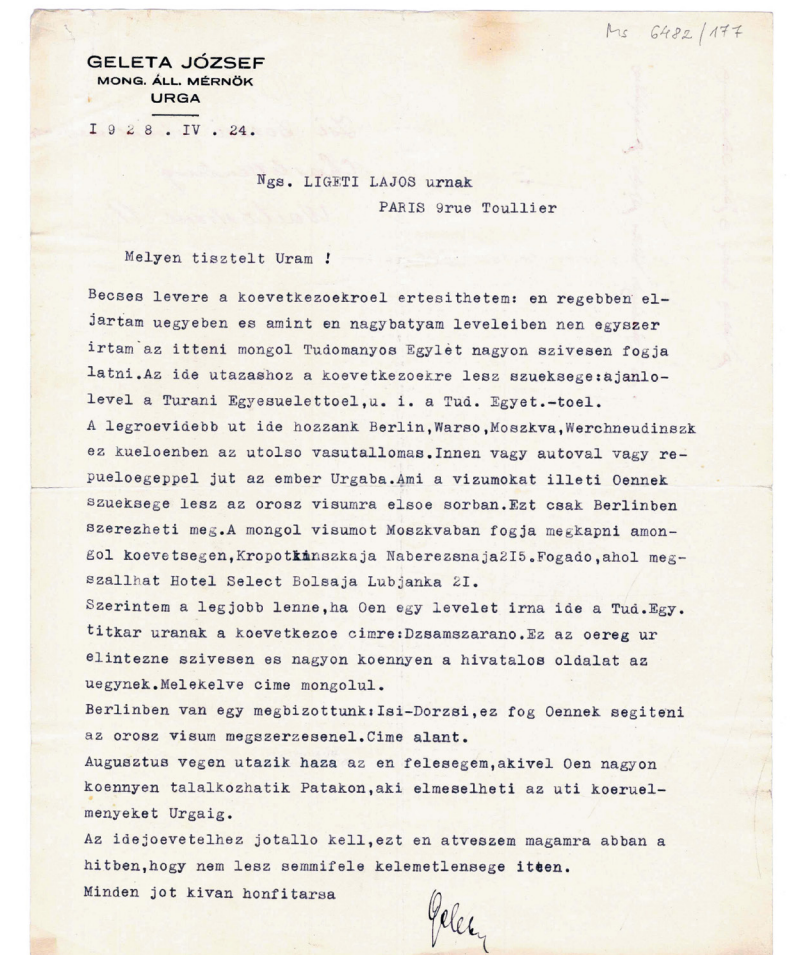 Ms 6482/177
GELETA JÓZSEF
MONG. ÁLL. MÉRNÖK
URGA
I928.IV.24.
Ngs. LIGETI LAJOS urnak
PARIS 9rue Toullier
Melyen tisztelt Uram !
Becses levere a koevetkezoekroel ertesithetem: en regebben el-
jartam uegyeben es amint en nagybatyam leveleiben nen egyszer
irtam az itteni mongol Tudomanyos Egylet nagyon szivesen fogja
latni.Az ide utazashoz a koevetkezoekre lesz szueksege:ajanlo-
level a Turani Egyesuelettoel,u. i. a Tud. Egyet.-toel.
A legroevidebb ut ide hozzank Berlin,Warso,Moszkva,Werchneudinszk
ez kueloenben az utolso vasutallomas.Innen vagy autoval vagy re-
pueloegeppel jut az ember Urgaba.Ami a vizumokat illeti Oennek
szueksege lesz az orosz visumra elsoe sorban.Ezt csak Berlinben
szerezheti meg.A mongol visumot Moszkvaban fogja megkapni amon-
gol koevetsegen,Kropotkinszkaja Naberezsnaja2I5.Fogado,ahol meg-
szallhat Hotel Select Bolsaja Lubjanka 2I.
Szerintem a legjobb lenne,ha Oen egy levelet irna ide a Tud.Egy.
titkar uranak a koevetkezoe cimre:Dzsamszarano.Ez az oereg ur
elintezne szivesen es nagyon koennyen a hivatalos oldalat az
uegynek.Melekelve cime mongolul.
Berlinben van egy megbizottunk:Isi-Dorzsi,ez fog Oennek segiteni
az orosz visum megszerzesenel.Cime alant.
Augusztus vegen utazik haza az en felesegem,akivel Oen nagyon
koennyen talalkozhatik Patakon,aki elmeselheti az uti koeruel-
menyeket Urgaig.
Az idejoevetelhez jotallo kell,ezt en atveszem magamra abban a
hitben,hogy nem lesz semmifele kelemetlensege itten.
Minden jot kivan honfitarsa
Geleta